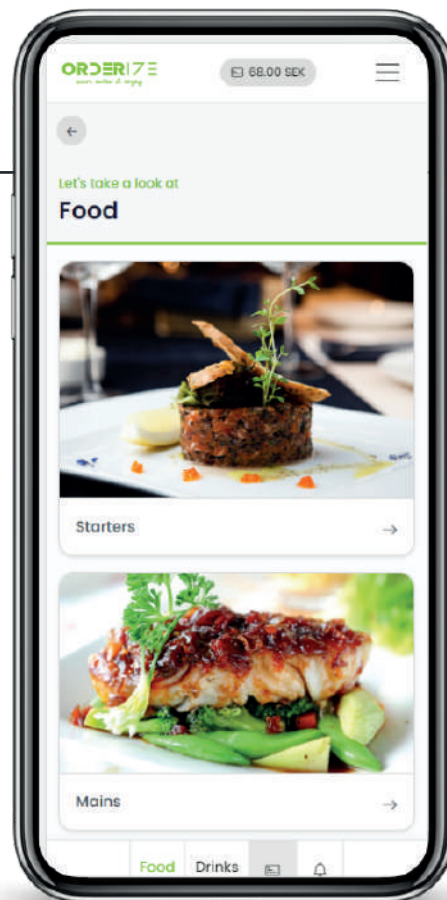 ORDERIZE
68.00 SEK
Let's take a look at
Food
Starters
Mains
Food Drinks